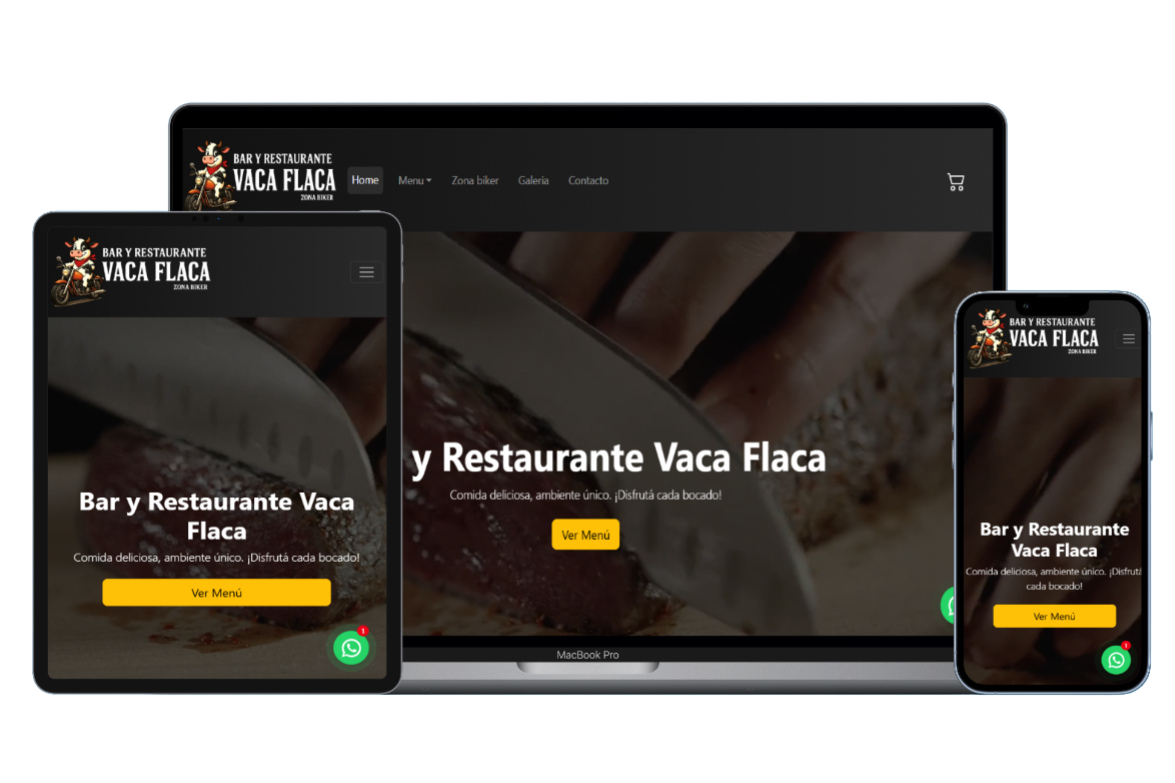 BAR Y RESTAURANTE
VACA FLACA
ZONA BIKER
Home
Menu
Zona biker
Galeria
Contacto
y Restaurante Vaca Flaca
Comida deliciosa, ambiente único. ¡Disfrutá cada bocado!
Ver Menú
MacBook Pro
BAR Y RESTAURANTE
VACA FLACA
ZONA BIKER
Bar y Restaurante Vaca
Flaca
Comida deliciosa, ambiente único. ¡Disfrutá cada bocado!
Ver Menú
1
BAR Y RESTAURANTE
VACA FLACA
ZONA BIKER
Bar y Restaurante
Vaca Flaca
Comida deliciosa, ambiente único. ¡Disfrutá
cada bocado!
Ver Menú
1